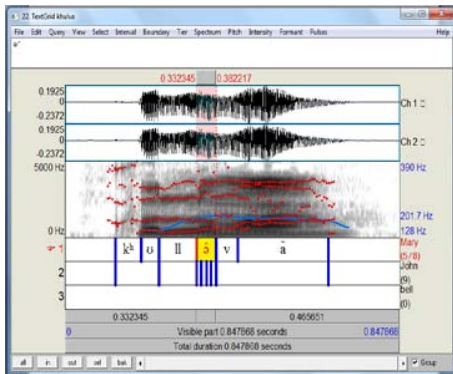 22. TextGrid khulus
File Edit Query View Select Interval Boundary Tier Spectrum Pitch Intensity Formant Pulses Help
0.332345 0.382217
0.1925
0
-0.2372
Ch 1
0.1925
0
-0.2372
Ch 2
5000 Hz 390 Hz
201.7 Hz
0 Hz 128 Hz
1 kʰ ʊ ll v ā Mary
(5/8)
2 John
(9)
3 bell
(0)
0.332345 0.465651
0 Visible part 0.847868 seconds 0.847868
Total duration 0.847868 seconds
all in out sel bak Group